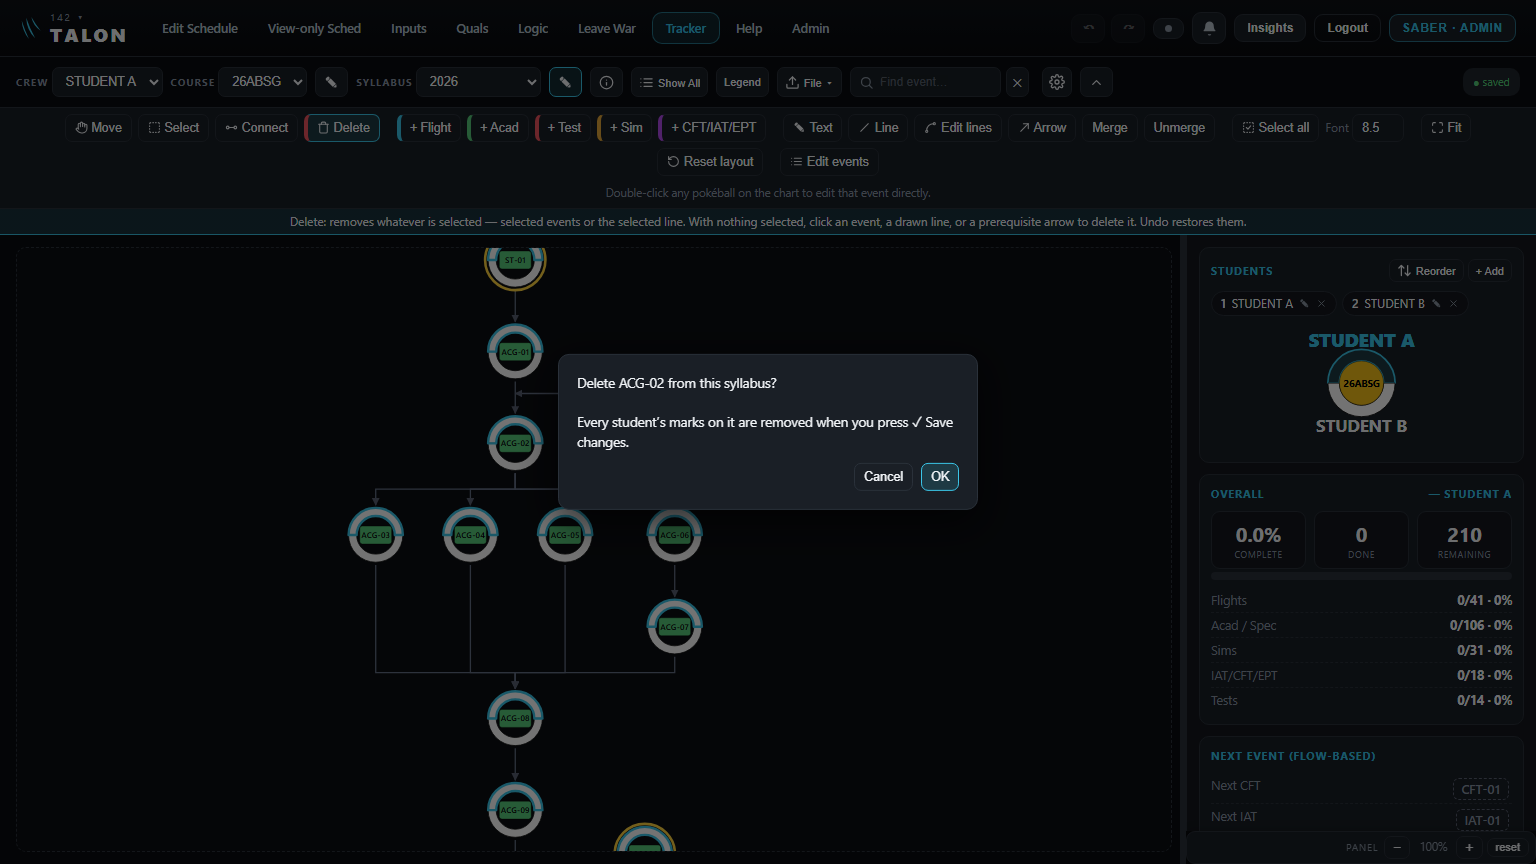 142
TALON
Edit Schedule
View-only Sched
Inputs
Quals
Logic
Leave War
Tracker
Help
Admin
Insights
Logout
SABER · ADMIN
CREW
STUDENT A
COURSE
26ABSG
SYLLABUS
2026
Show All
Legend
File
Find event...
saved
Move
Select
Connect
Delete
+ Flight
+ Acad
+ Test
+ Sim
+ CFT/IAT/EPT
Text
Line
Edit lines
Arrow
Merge
Unmerge
Select all
Font
8.5
Fit
Reset layout
Edit events
Double-click any pokéball on the chart to edit that event directly.
Delete: removes whatever is selected — selected events or the selected line. With nothing selected, click an event, a drawn line, or a prerequisite arrow to delete it. Undo restores them.
ST-01
ACG-01
ACG-02
ACG-03
ACG-04
ACG-05
ACG-06
ACG-07
ACG-08
ACG-09
Delete ACG-02 from this syllabus?
Every student's marks on it are removed when you press ✓ Save
changes.
Cancel
OK
STUDENTS
Reorder
+ Add
1 STUDENT A
2 STUDENT B
STUDENT A
26ABSG
STUDENT B
OVERALL
— STUDENT A
0.0%
COMPLETE
0
DONE
210
REMAINING
Flights
0/41 · 0%
Acad / Spec
0/106 · 0%
Sims
0/31 · 0%
IAT/CFT/EPT
0/18 · 0%
Tests
0/14 · 0%
NEXT EVENT (FLOW-BASED)
Next CFT
CFT-01
Next IAT
IAT-01
PANEL
−
100%
+
reset